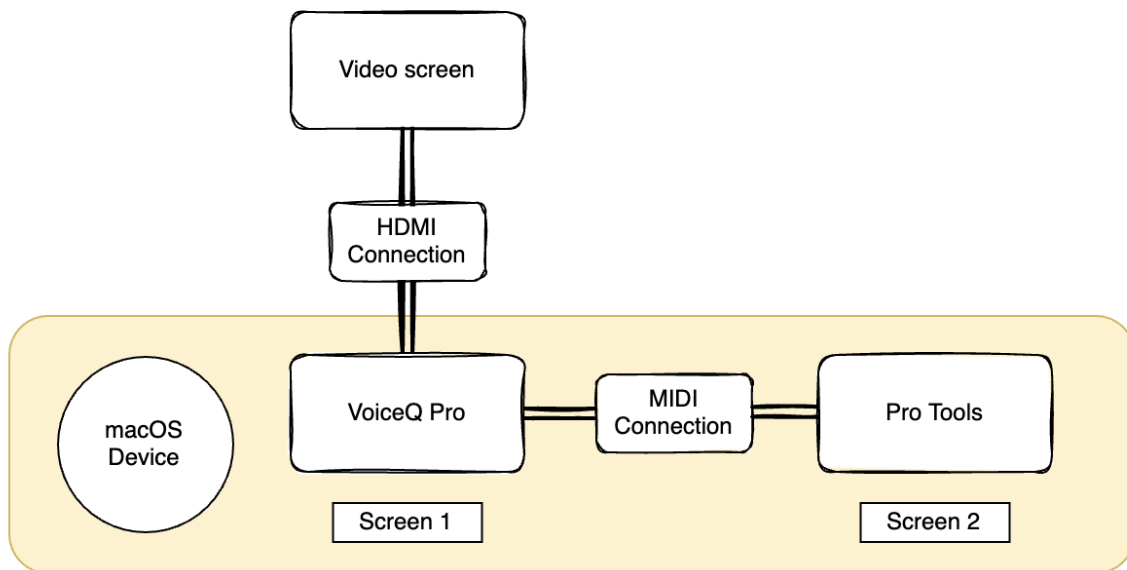 Video screen
HDMI
Connection
macOS
Device
VoiceQ Pro
MIDI
Connection
Pro Tools
Screen 1
Screen 2